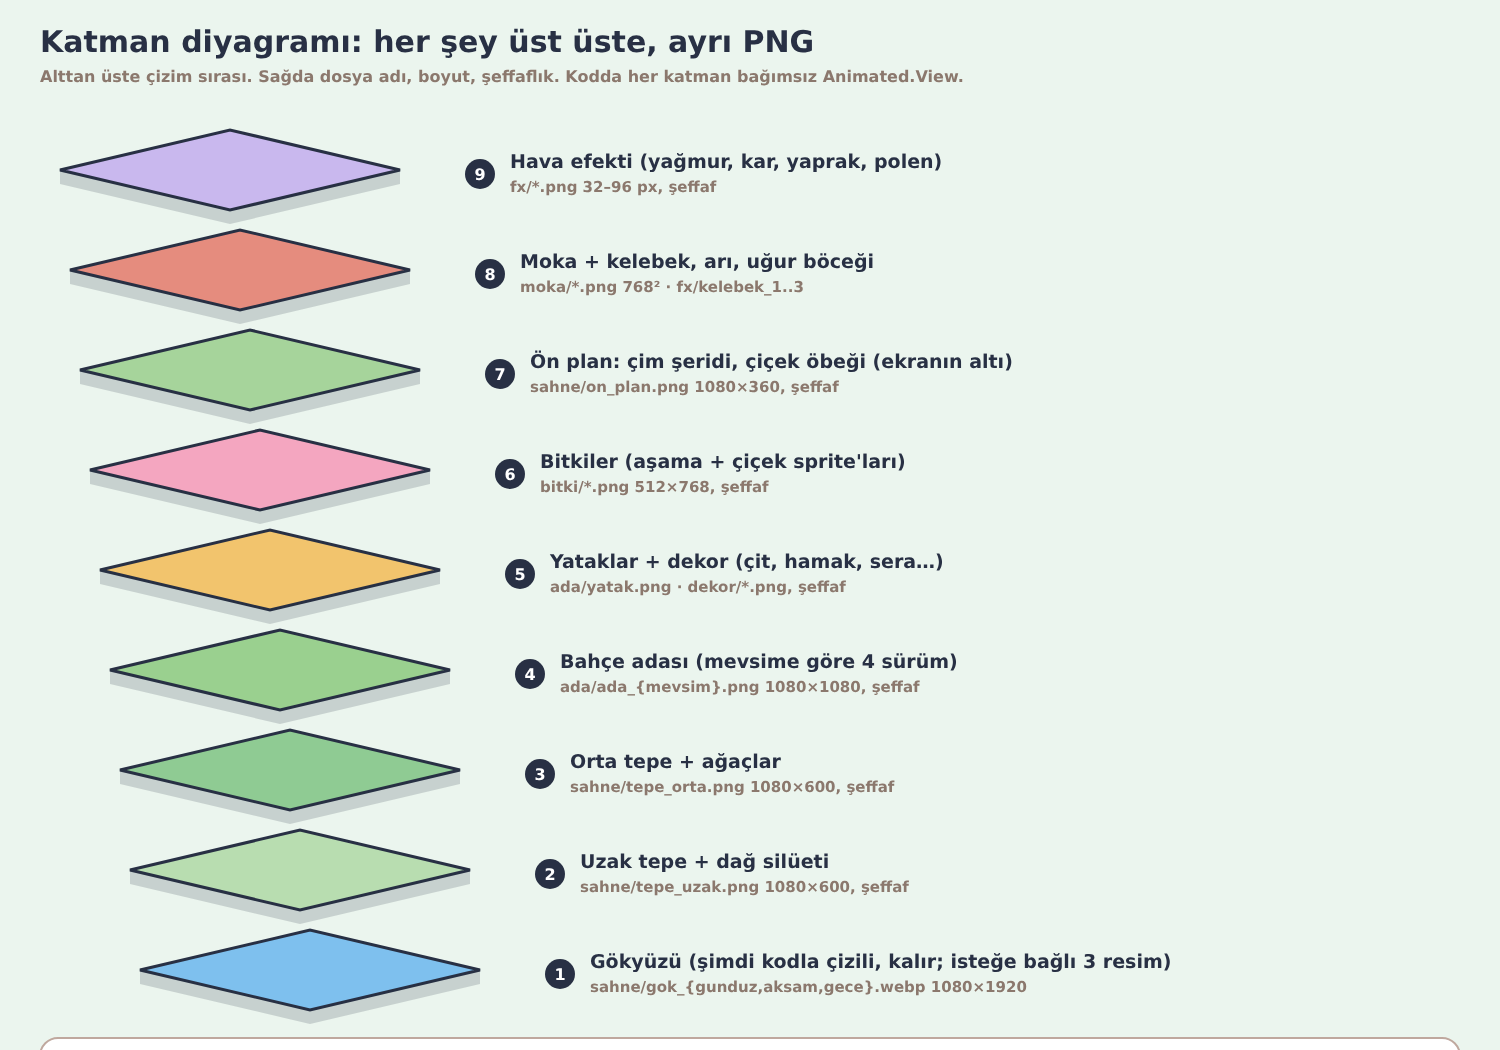 Katman diyagramı: her şey üst üste, ayrı PNG
Alttan üste çizim sırası. Sağda dosya adı, boyut, şeffaflık. Kodda her katman bağımsız Animated.View.
9 Hava efekti (yağmur, kar, yaprak, polen)
fx/*.png 32–96 px, şeffaf
8 Moka + kelebek, arı, uğur böceği
moka/*.png 768² · fx/kelebek_1..3
7 Ön plan: çim şeridi, çiçek öbeği (ekranın altı)
sahne/on_plan.png 1080×360, şeffaf
6 Bitkiler (aşama + çiçek sprite'ları)
bitki/*.png 512×768, şeffaf
5 Yataklar + dekor (çit, hamak, sera…)
ada/yatak.png · dekor/*.png, şeffaf
4 Bahçe adası (mevsime göre 4 sürüm)
ada/ada_{mevsim}.png 1080×1080, şeffaf
3 Orta tepe + ağaçlar
sahne/tepe_orta.png 1080×600, şeffaf
2 Uzak tepe + dağ silüeti
sahne/tepe_uzak.png 1080×600, şeffaf
1 Gökyüzü (şimdi kodla çizili, kalır; isteğe bağlı 3 resim)
sahne/gok_{gunduz,aksam,gece}.webp 1080×1920